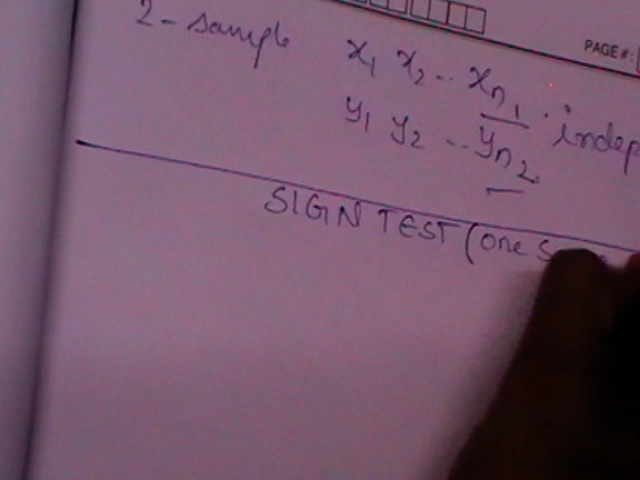 PAGE#:
2-sample x₁ x₂ .. xn₁ . indep
y₁ y₂ .. yn₂.
SIGN TEST (one